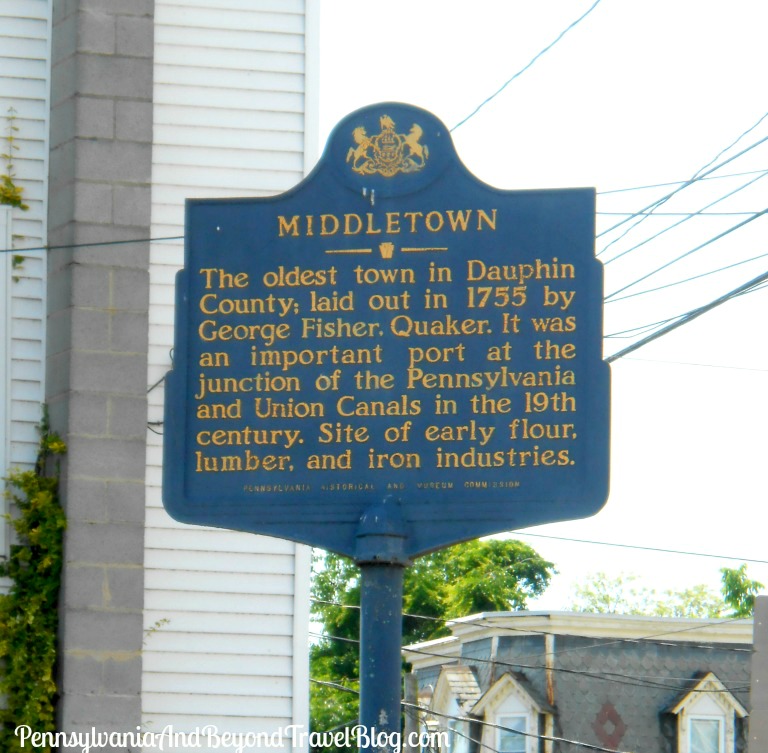 MIDDLETOWN
The oldest town in Dauphin
County; laid out in 1755 by
George Fisher. Quaker. It was
an important port at the
junction of the Pennsylvania
and Union Canals in the 19th
century. Site of early flour,
lumber, and iron industries.
PENNSYLVANIA HISTORICAL AND MUSEUM COMMISSION
PennsylvaniaAndBeyondTravelBlog.com